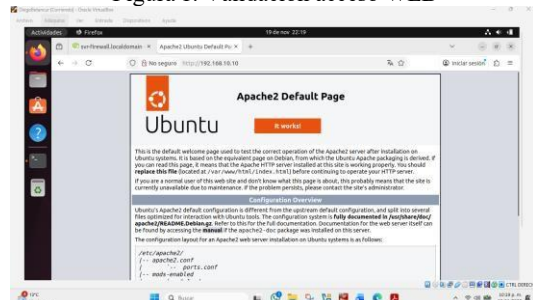 Figura 1. Validación acceso WEB
Actividades Firefox 19 de nov 22:19
sur-firewall.localdomain × Apache2 Ubuntu Default Pa × +
No seguro http://192.168.10.10 Iniciar sesión
Apache2 Default Page
Ubuntu
It works!
This is the default welcome page used to test the correct operation of the Apache2 server after installation on
Ubuntu systems. It is based on the equivalent page on Debian, from which the Ubuntu Apache packaging is derived. If
you can read this page, it means that the Apache HTTP server installed at this site is working properly. You should
replace this file (located at /var/www/html/index.html) before continuing to operate your HTTP server.
If you are a normal user of this web site and don't know what this page is about, this probably means that the site is
currently unavailable due to maintenance. If the problem persists, please contact the site's administrator.
Configuration Overview
Ubuntu's Apache2 default configuration is different from the upstream default configuration, and split into several
files optimized for interaction with Ubuntu tools. The configuration system is fully documented in /usr/share/doc/
apache2/README.Debian.gz. Refer to this for the full documentation. Documentation for the web server itself can
be found by accessing the manual if the apache2-doc package was installed on this server.
The configuration layout for an Apache2 web server installation on Ubuntu systems is as follows:
/etc/apache2/
|-- apache2.conf
| `-- ports.conf
|-- mods-enabled
19°C
Buscar
CTRL DERECHA